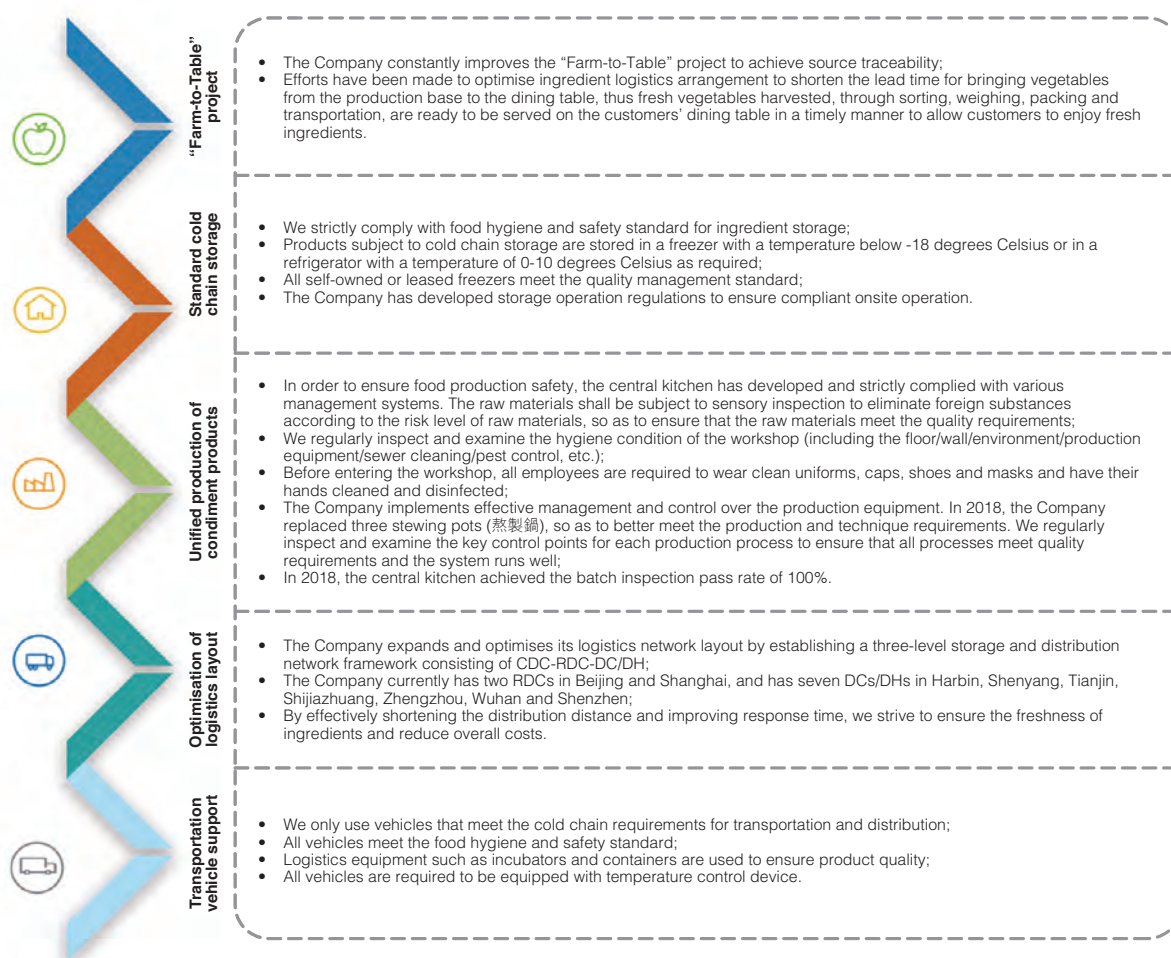 “Farm-to-Table”
project
• The Company constantly improves the “Farm-to-Table” project to achieve source traceability;
• Efforts have been made to optimise ingredient logistics arrangement to shorten the lead time for bringing vegetables
from the production base to the dining table, thus fresh vegetables harvested, through sorting, weighing, packing and
transportation, are ready to be served on the customers’ dining table in a timely manner to allow customers to enjoy fresh
ingredients.
Standard cold
chain storage
• We strictly comply with food hygiene and safety standard for ingredient storage;
• Products subject to cold chain storage are stored in a freezer with a temperature below -18 degrees Celsius or in a
refrigerator with a temperature of 0-10 degrees Celsius as required;
• All self-owned or leased freezers meet the quality management standard;
• The Company has developed storage operation regulations to ensure compliant onsite operation.
Unified production of
condiment products
• In order to ensure food production safety, the central kitchen has developed and strictly complied with various
management systems. The raw materials shall be subject to sensory inspection to eliminate foreign substances
according to the risk level of raw materials, so as to ensure that the raw materials meet the quality requirements;
• We regularly inspect and examine the hygiene condition of the workshop (including the floor/wall/environment/production
equipment/sewer cleaning/pest control, etc.);
• Before entering the workshop, all employees are required to wear clean uniforms, caps, shoes and masks and have their
hands cleaned and disinfected;
• The Company implements effective management and control over the production equipment. In 2018, the Company
replaced three stewing pots (熬製鍋), so as to better meet the production and technique requirements. We regularly
inspect and examine the key control points for each production process to ensure that all processes meet quality
requirements and the system runs well;
• In 2018, the central kitchen achieved the batch inspection pass rate of 100%.
Optimisation of
logistics layout
• The Company expands and optimises its logistics network layout by establishing a three-level storage and distribution
network framework consisting of CDC-RDC-DC/DH;
• The Company currently has two RDCs in Beijing and Shanghai, and has seven DCs/DHs in Harbin, Shenyang, Tianjin,
Shijiazhuang, Zhengzhou, Wuhan and Shenzhen;
• By effectively shortening the distribution distance and improving response time, we strive to ensure the freshness of
ingredients and reduce overall costs.
Transportation
vehicle support
• We only use vehicles that meet the cold chain requirements for transportation and distribution;
• All vehicles meet the food hygiene and safety standard;
• Logistics equipment such as incubators and containers are used to ensure product quality;
• All vehicles are required to be equipped with temperature control device.